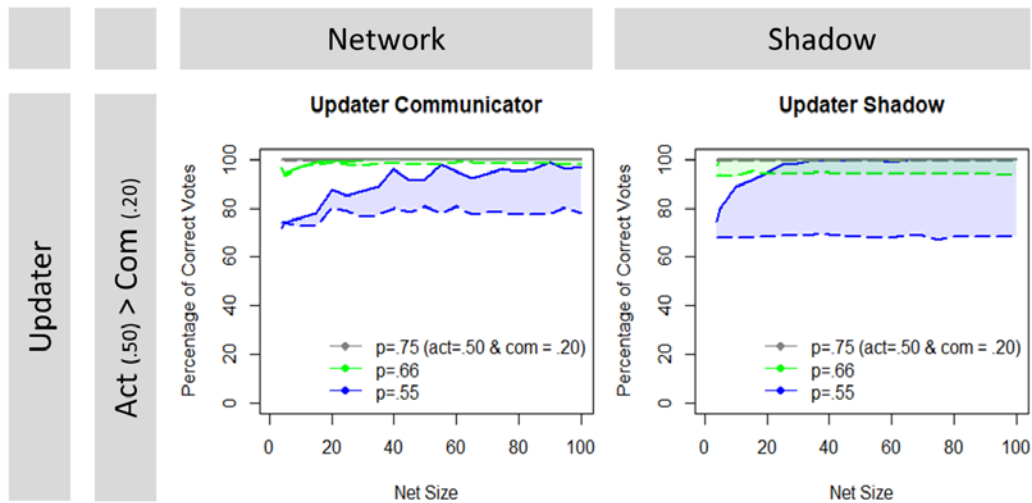 Network
Shadow
Updater
Act (.50) > Com (.20)
Updater Communicator
Percentage of Correct Votes
100
80
60
40
20
0
p=.75 (act=.50 & com = .20)
p=.66
p=.55
0 20 40 60 80 100
Net Size
Updater Shadow
Percentage of Correct Votes
100
80
60
40
20
0
p=.75 (act=.50 & com = .20)
p=.66
p=.55
0 20 40 60 80 100
Net Size